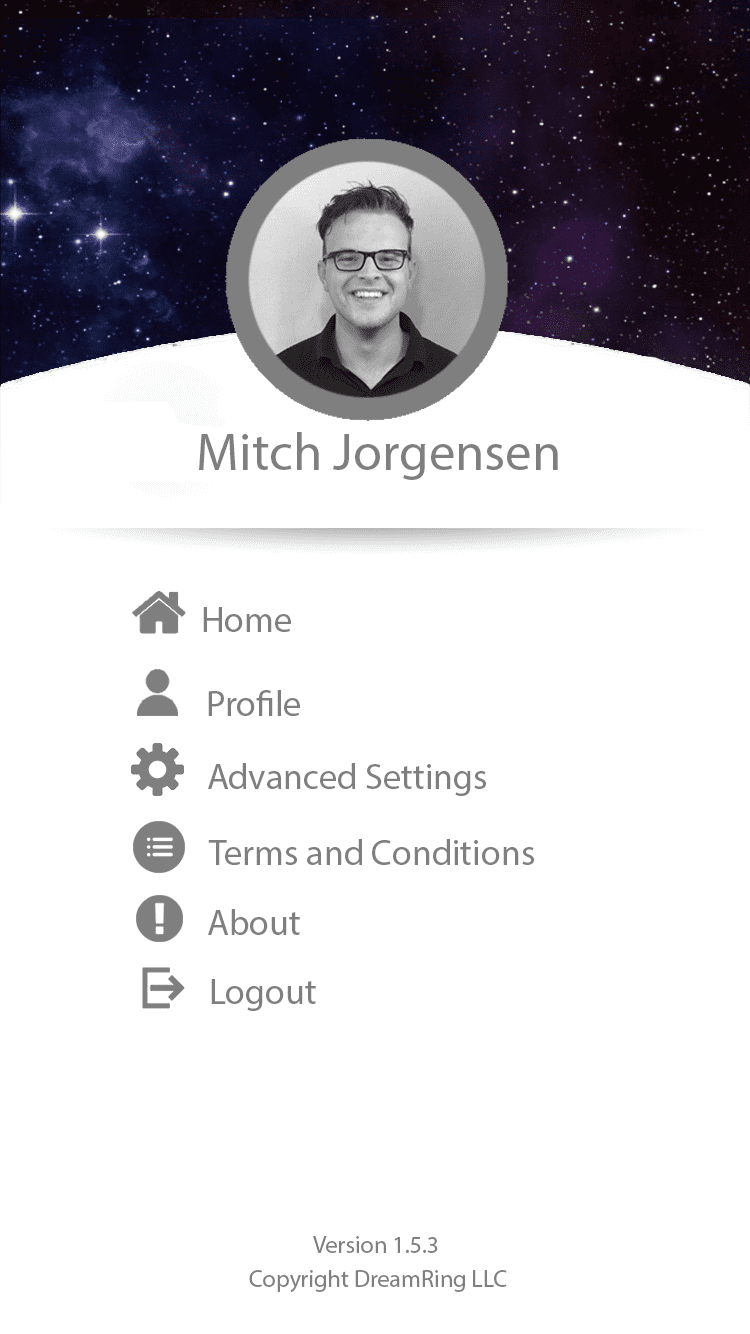 Mitch Jorgensen
Home
Profile
Advanced Settings
Terms and Conditions
About
Logout
Version 1.5.3
Copyright DreamRing LLC